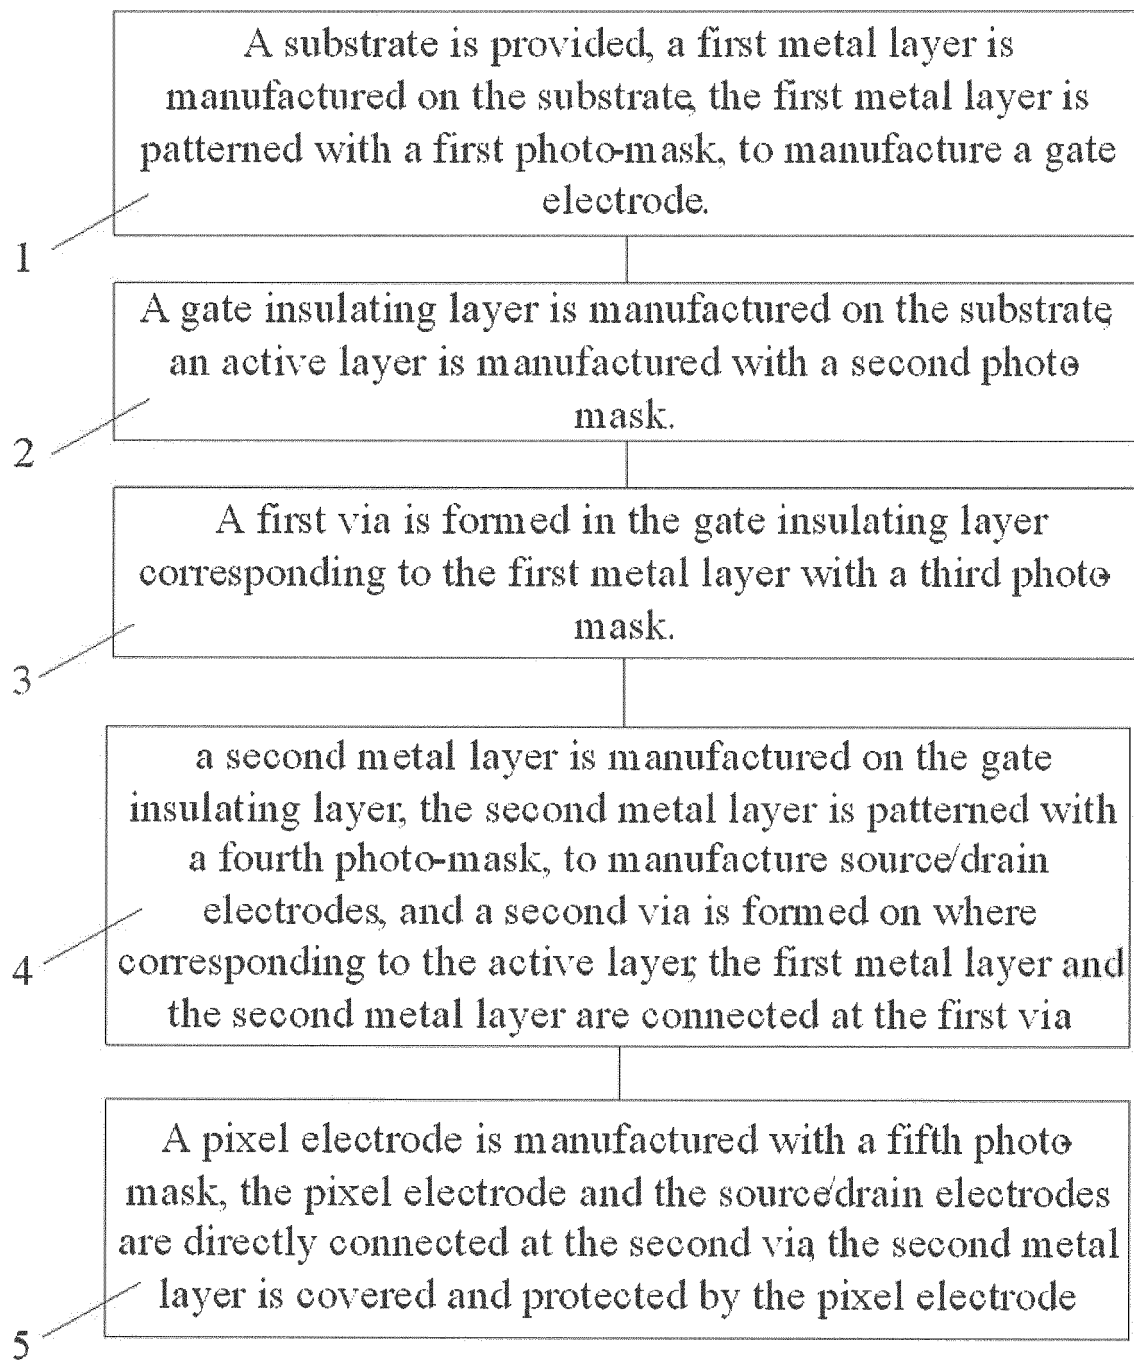 A substrate is provided, a first metal layer is
manufactured on the substrate, the first metal layer is
patterned with a first photo-mask, to manufacture a gate
electrode.
1
A gate insulating layer is manufactured on the substrate,
an active layer is manufactured with a second photo-
mask.
2
A first via is formed in the gate insulating layer
corresponding to the first metal layer with a third photo-
mask.
3
a second metal layer is manufactured on the gate
insulating layer, the second metal layer is patterned with
a fourth photo-mask, to manufacture source/drain
electrodes, and a second via is formed on where
corresponding to the active layer, the first metal layer and
the second metal layer are connected at the first via
4
A pixel electrode is manufactured with a fifth photo-
mask, the pixel electrode and the source/drain electrodes
are directly connected at the second via, the second metal
layer is covered and protected by the pixel electrode
5